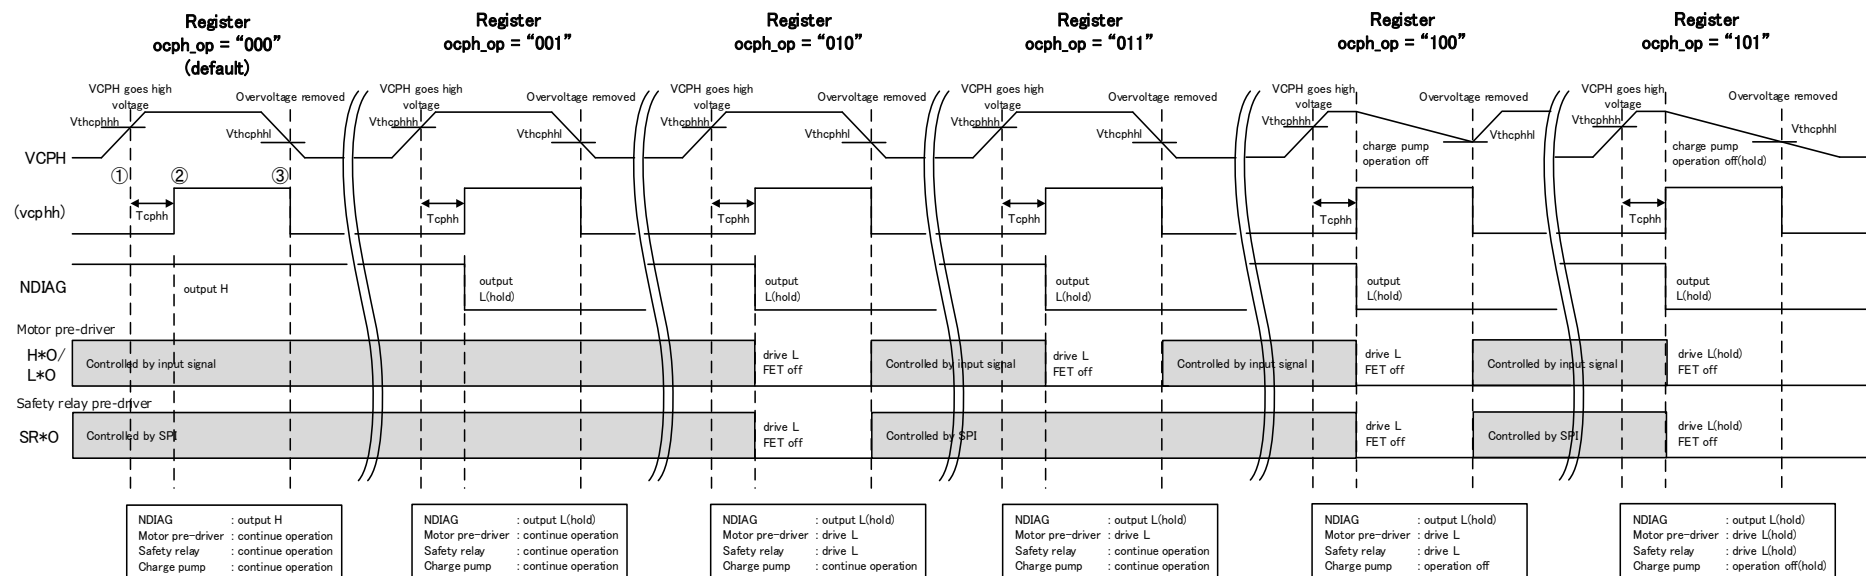 Register
ocph_op = “000”
(default)
Register
ocph_op = “001”
Register
ocph_op = “010”
Register
ocph_op = “011”
Register
ocph_op = “100”
Register
ocph_op = “101”
VCPH goes high
voltage
Overvoltage removed
VCPH goes high
voltage
Overvoltage removed
VCPH goes high
voltage
Overvoltage removed
VCPH goes high
voltage
Overvoltage removed
VCPH goes high
voltage
Overvoltage removed
VCPH goes high
voltage
Overvoltage removed
Vthcphhh
Vthcphhl
Vthcphhh
Vthcphhl
Vthcphhh
Vthcphhl
Vthcphhh
Vthcphhl
Vthcphhh
Vthcphhl
Vthcphhh
Vthcphhl
VCPH
charge pump
operation off
charge pump
operation off(hold)
① ② ③
(vcphh)
Tcphh
Tcphh
Tcphh
Tcphh
Tcphh
Tcphh
NDIAG
output H
output
L(hold)
output
L(hold)
output
L(hold)
output
L(hold)
output
L(hold)
Motor pre-driver
H*O/
L*O
Controlled by input signal
drive L
FET off
Controlled by input signal
drive L
FET off
Controlled by input signal
drive L
FET off
Controlled by input signal
drive L(hold)
FET off
Safety relay pre-driver
SR*O
Controlled by SPI
drive L
FET off
Controlled by SPI
drive L
FET off
Controlled by SPI
drive L(hold)
FET off
NDIAG : output H
Motor pre-driver : continue operation
Safety relay : continue operation
Charge pump : continue operation
NDIAG : output L(hold)
Motor pre-driver : continue operation
Safety relay : continue operation
Charge pump : continue operation
NDIAG : output L(hold)
Motor pre-driver : drive L
Safety relay : drive L
Charge pump : continue operation
NDIAG : output L(hold)
Motor pre-driver : drive L
Safety relay : continue operation
Charge pump : continue operation
NDIAG : output L(hold)
Motor pre-driver : drive L
Safety relay : drive L
Charge pump : operation off
NDIAG : output L(hold)
Motor pre-driver : drive L(hold)
Safety relay : drive L(hold)
Charge pump : operation off(hold)